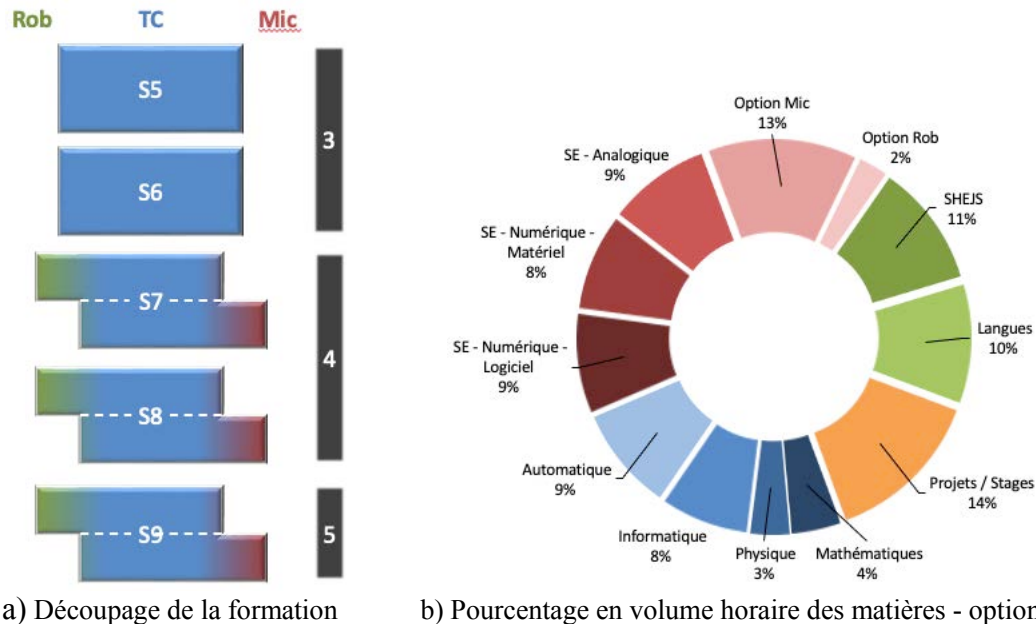 Rob TC Mic
S5
S6
3
S7
S8
4
S9
5
Option Mic
13%
Option Rob
2%
SHEJS
11%
Langues
10%
Projets / Stages
14%
Mathématiques
4%
Physique
3%
Informatique
8%
Automatique
9%
SE - Numérique -
Logiciel
9%
SE - Numérique -
Matériel
8%
SE - Analogique
9%
a) Découpage de la formation
b) Pourcentage en volume horaire des matières - option